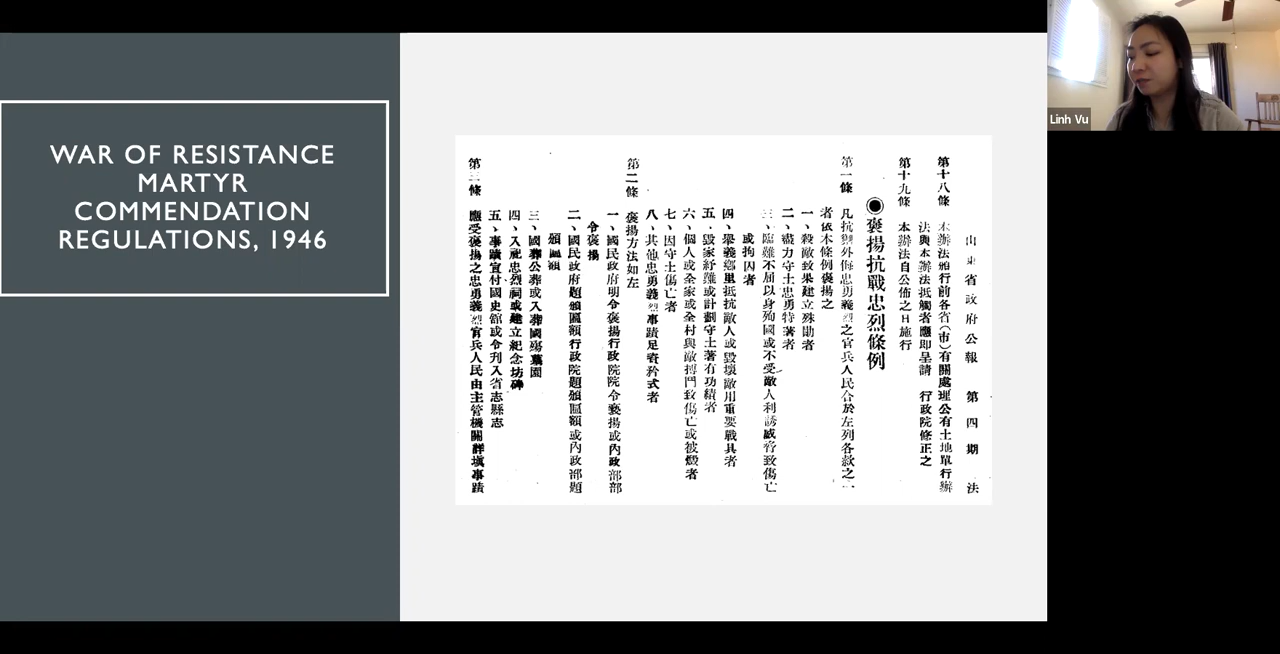 WAR OF RESISTANCE
MARTYR
COMMENDATION
REGULATIONS, 1946
山東省政府公報 第四期 法
第十八條 本辦法頒行前各省(市)有關處理公有土地單行辦
法與本辦法抵觸者應即呈請 行政院修正之
第十九條 本辦法自公佈之日施行
◉褒揚抗戰忠烈條例
第一條 凡抗禦外侮忠勇義烈之官兵人民合於左列各款之一
者依本條例褒揚之
一、殺敵致果建立殊勛者
二、盡力守土忠勇特著者
三、臨難不屈以身殉國或不受敵人利誘威脅致傷亡
或拘囚者
四、舉義鄉里抵抗敵人或毀壞敵用重要戰具者
五、毀家紓難或計劃守土著有功績者
六、個人或全家或全村與敵搏鬥致傷亡或被燬者
七、因守土傷亡者
八、其他忠勇義烈事蹟足資矜式者
第二條 褒揚方法如左
一、國民政府明令褒揚行政院院令褒揚或內政部部
令褒揚
二、國民政府題頒匾額行政院題頒匾額或內政部題
頒匾額
三、國葬公葬或入葬國殤墓園
四、入祀忠烈祠或建立紀念坊碑
五、事蹟宣付國史館或令刊入省志縣志
第三條 應受褒揚之忠勇義烈官兵人民由主管機關詳填事蹟
Linh Vu